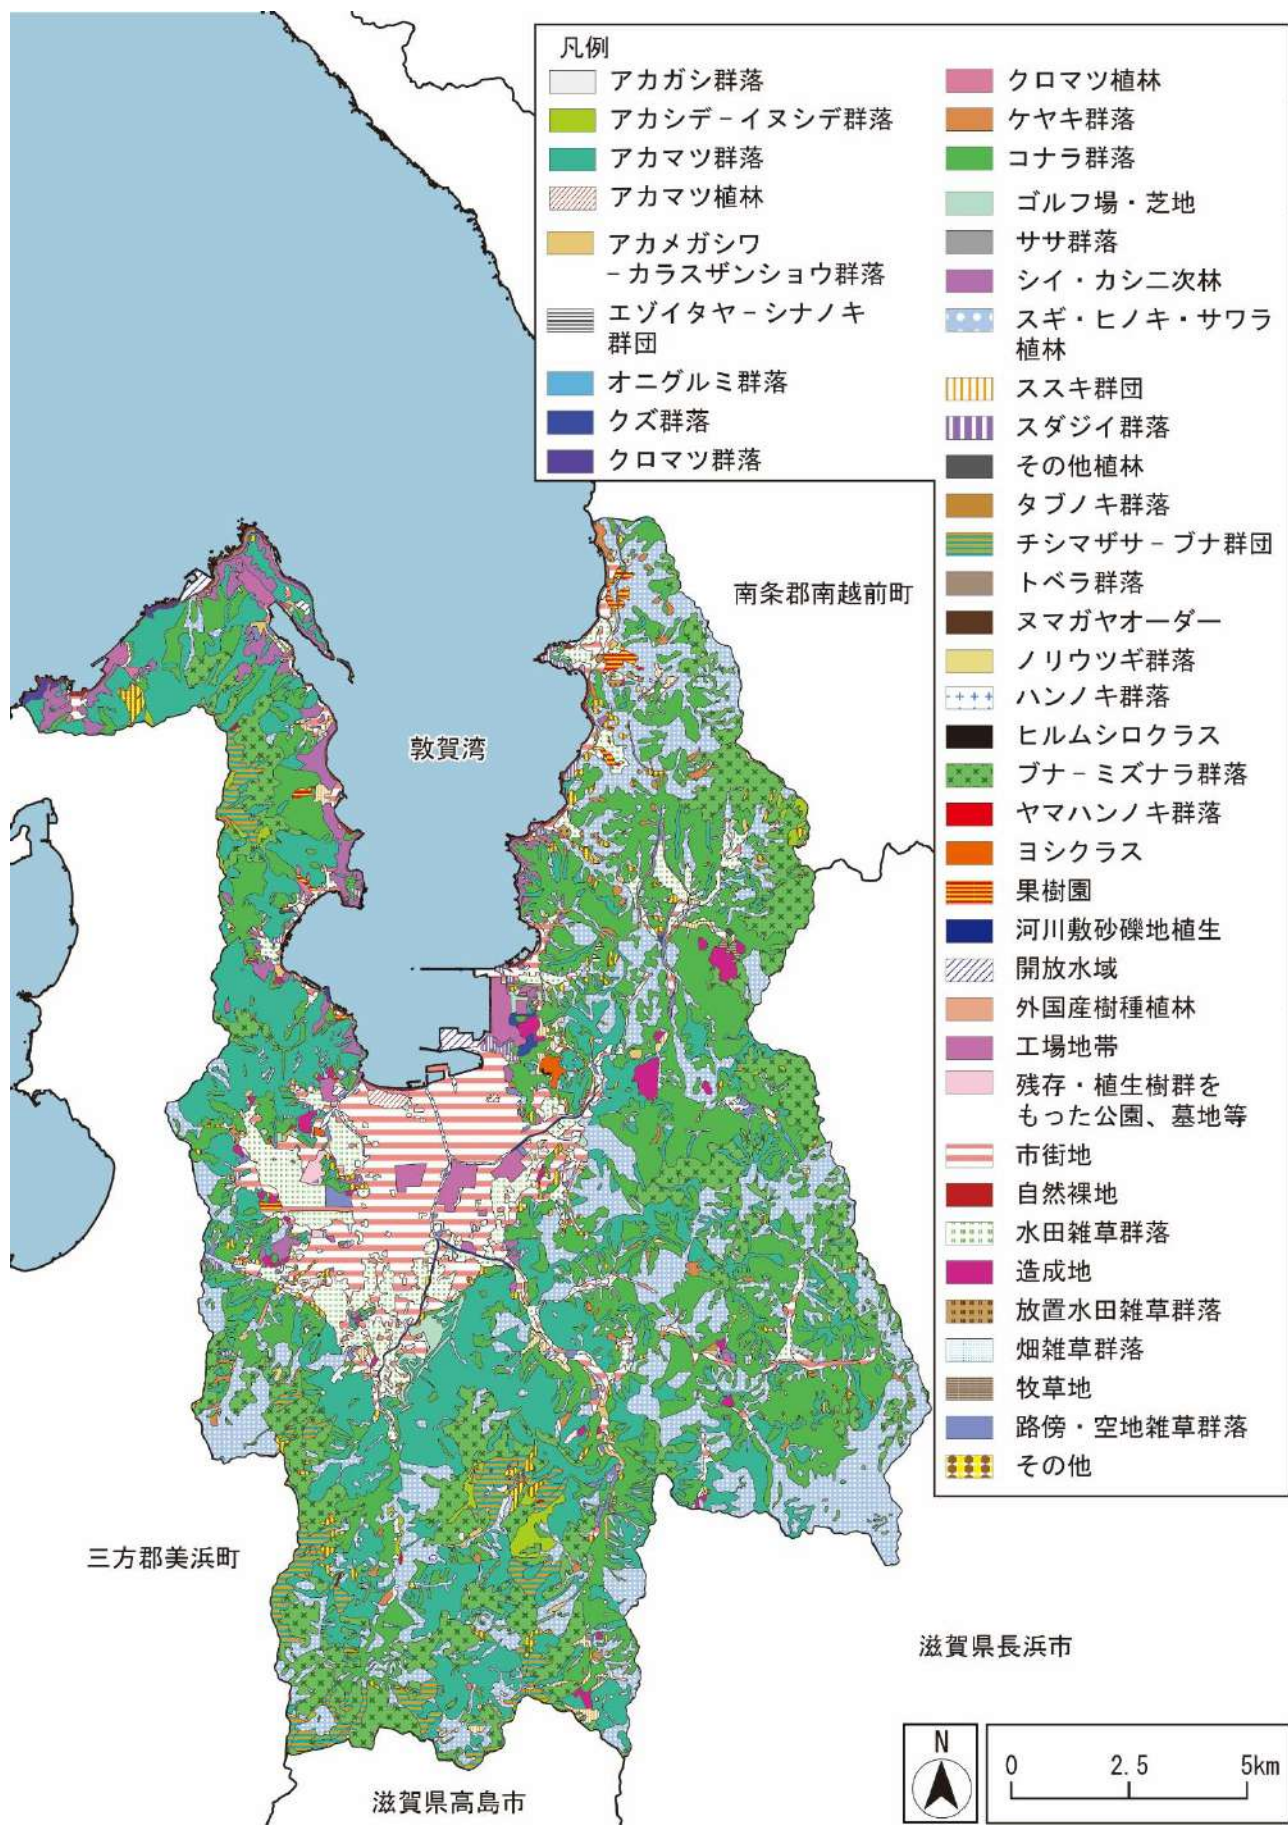 凡例
アカガシ群落
アカシデ－イヌシデ群落
アカマツ群落
アカマツ植林
アカメガシワ
－カラスザンショウ群落
エゾイタヤ－シナノキ
群団
オニグルミ群落
クズ群落
クロマツ群落
クロマツ植林
ケヤキ群落
コナラ群落
ゴルフ場・芝地
ササ群落
シイ・カシ二次林
スギ・ヒノキ・サワラ
植林
ススキ群団
スダジイ群落
その他植林
タブノキ群落
チシマザサ－ブナ群団
トベラ群落
ヌマガヤオーダー
ノリウツギ群落
ハンノキ群落
ヒルムシロクラス
ブナ－ミズナラ群落
ヤマハンノキ群落
ヨシクラス
果樹園
河川敷砂礫地植生
開放水域
外国産樹種植林
工場地帯
残存・植生樹群を
もった公園、墓地等
市街地
自然裸地
水田雑草群落
造成地
放置水田雑草群落
畑雑草群落
牧草地
路傍・空地雑草群落
その他
南条郡南越前町
敦賀湾
三方郡美浜町
滋賀県長浜市
滋賀県高島市
N
0 2.5 5km